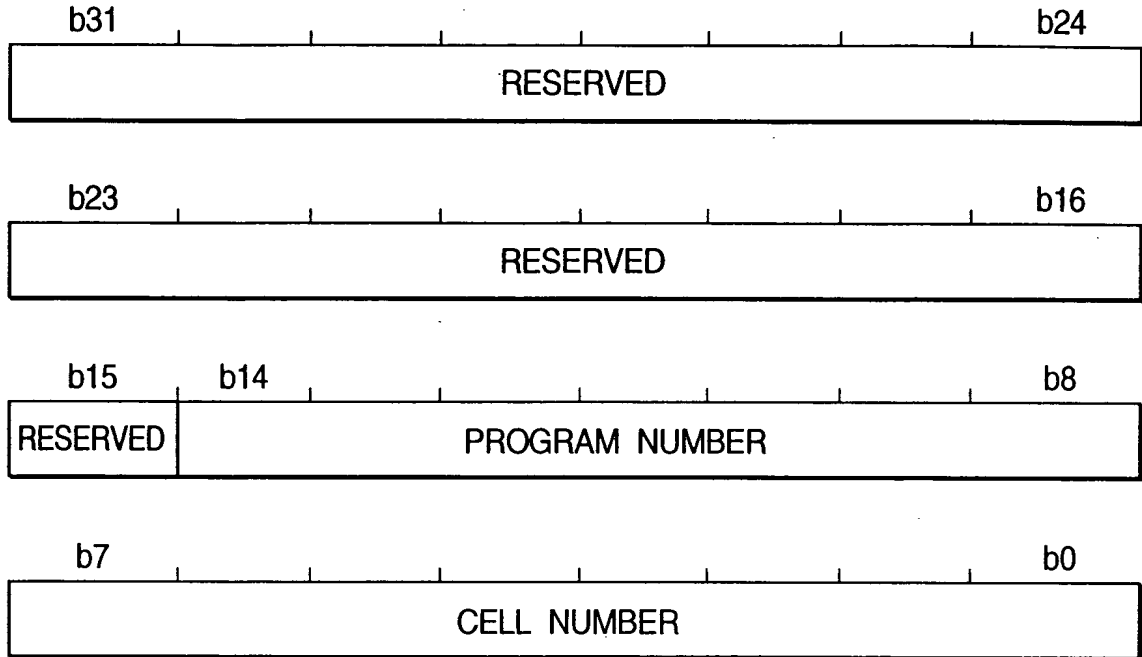 b31 b24
RESERVED
b23 b16
RESERVED
b15 b14 b8
RESERVED PROGRAM NUMBER
b7 b0
CELL NUMBER